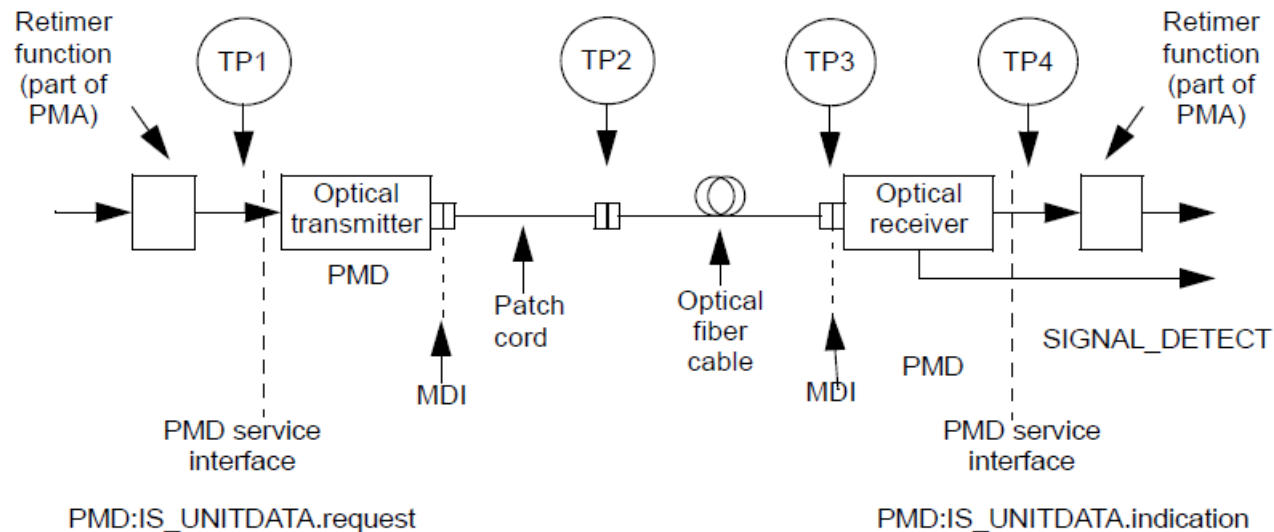 Retimer
function
(part of
PMA)
TP1
TP2
TP3
TP4
Retimer
function
(part of
PMA)
Optical
transmitter
PMD
Optical
receiver
Patch
cord
MDI
Optical
fiber
cable
MDI
PMD
SIGNAL_DETECT
PMD service
interface
PMD service
interface
PMD:IS_UNITDATA.request
PMD:IS_UNITDATA.indication